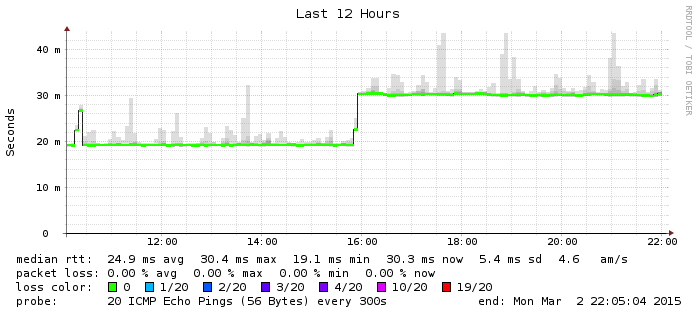 Last 12 Hours
RRDTOOL / TOBI OETIKER
Seconds
40 m
30 m
20 m
10 m
0
12:00 14:00 16:00 18:00 20:00 22:00
median rtt: 24.9 ms avg 30.4 ms max 19.1 ms min 30.3 ms now 5.4 ms sd 4.6 am/s
packet loss: 0.00 % avg 0.00 % max 0.00 % min 0.00 % now
loss color: 0 1/20 2/20 3/20 4/20 10/20 19/20
probe: 20 ICMP Echo Pings (56 Bytes) every 300s end: Mon Mar 2 22:05:04 2015